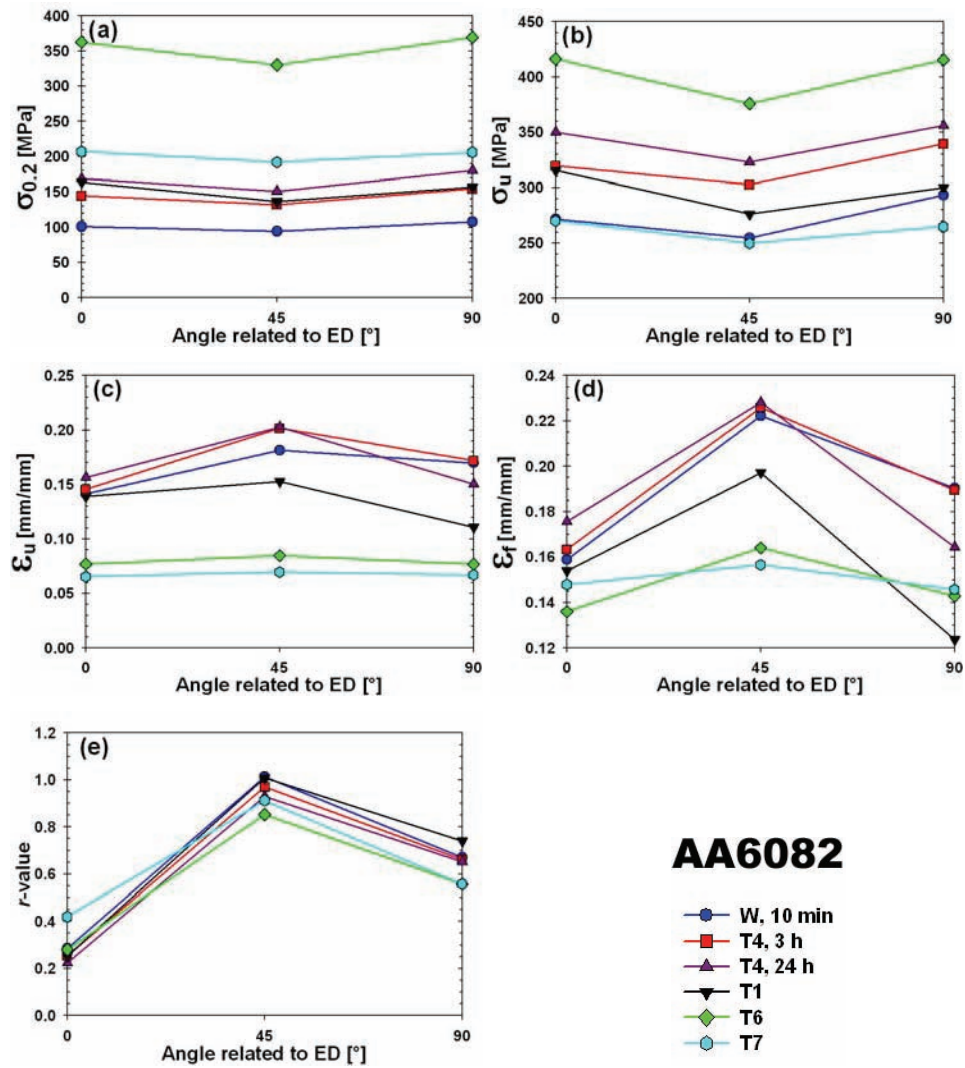 (a)
σ0.2 [MPa]
400
350
300
250
200
150
100
50
0
0 45 90
Angle related to ED [°]
(b)
σu [MPa]
450
400
350
300
250
200
0 45 90
Angle related to ED [°]
(c)
εu [mm/mm]
0.25
0.20
0.15
0.10
0.05
0.00
0 45 90
Angle related to ED [°]
(d)
εf [mm/mm]
0.24
0.22
0.20
0.18
0.16
0.14
0.12
0 45 90
Angle related to ED [°]
(e)
r-value
1.2
1.0
0.8
0.6
0.4
0.2
0.0
0 45 90
Angle related to ED [°]
AA6082
W, 10 min
T4, 3 h
T4, 24 h
T1
T6
T7